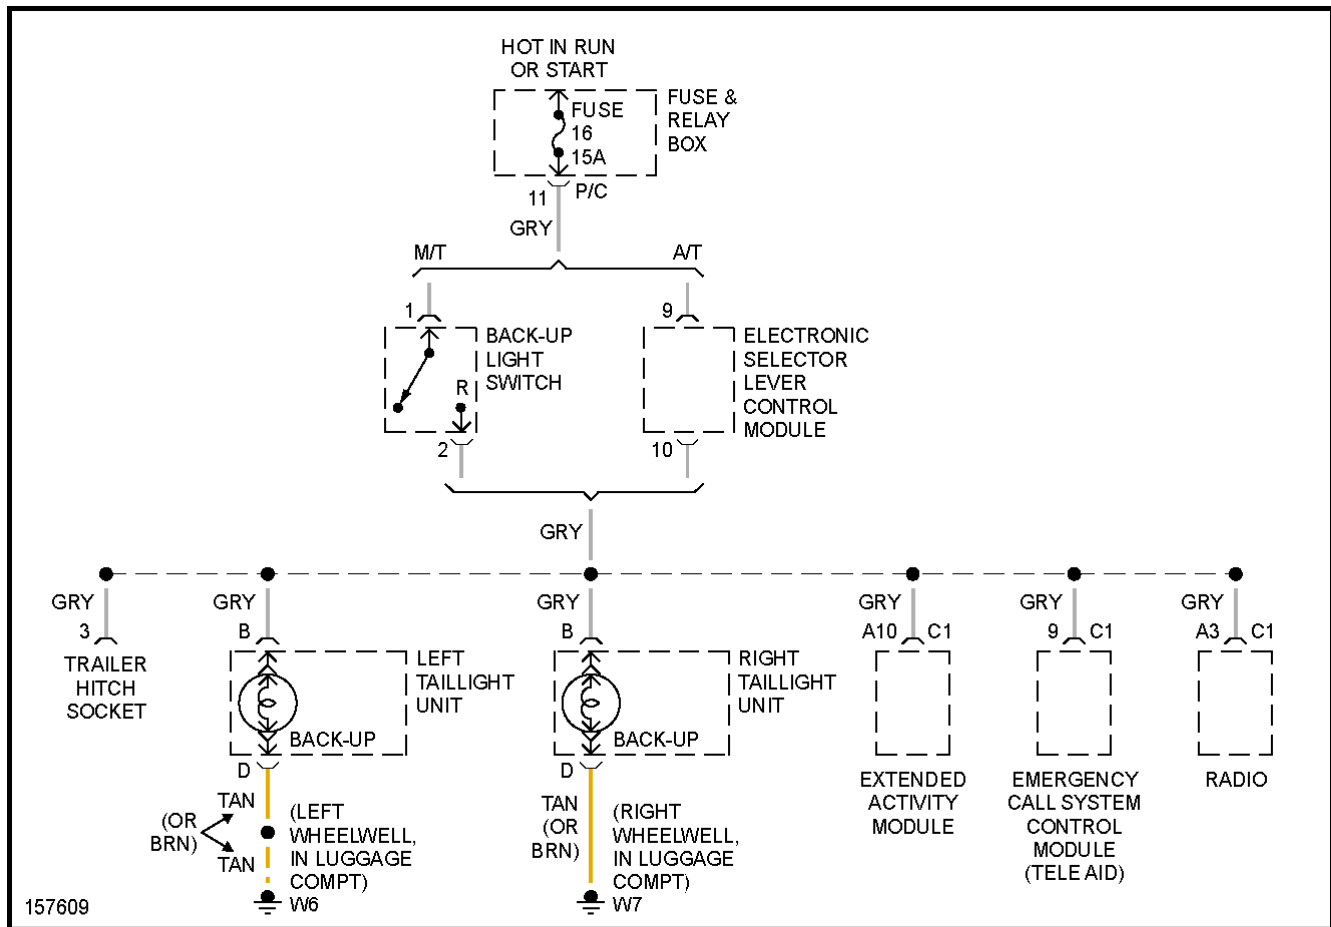 HOT IN RUN
OR START
FUSE
16
15A
FUSE &
RELAY
BOX
11
P/C
GRY
M/T
A/T
1
BACK-UP
LIGHT
SWITCH
R
2
9
ELECTRONIC
SELECTOR
LEVER
CONTROL
MODULE
10
GRY
GRY
3
TRAILER
HITCH
SOCKET
GRY
B
LEFT
TAILLIGHT
UNIT
BACK-UP
D
TAN
(OR
BRN)
TAN
(LEFT
WHEELWELL,
IN LUGGAGE
COMPT)
W6
GRY
B
RIGHT
TAILLIGHT
UNIT
BACK-UP
D
TAN
(OR
BRN)
(RIGHT
WHEELWELL,
IN LUGGAGE
COMPT)
W7
GRY
A10 C1
EXTENDED
ACTIVITY
MODULE
GRY
9 C1
EMERGENCY
CALL SYSTEM
CONTROL
MODULE
(TELE AID)
GRY
A3 C1
RADIO
157609